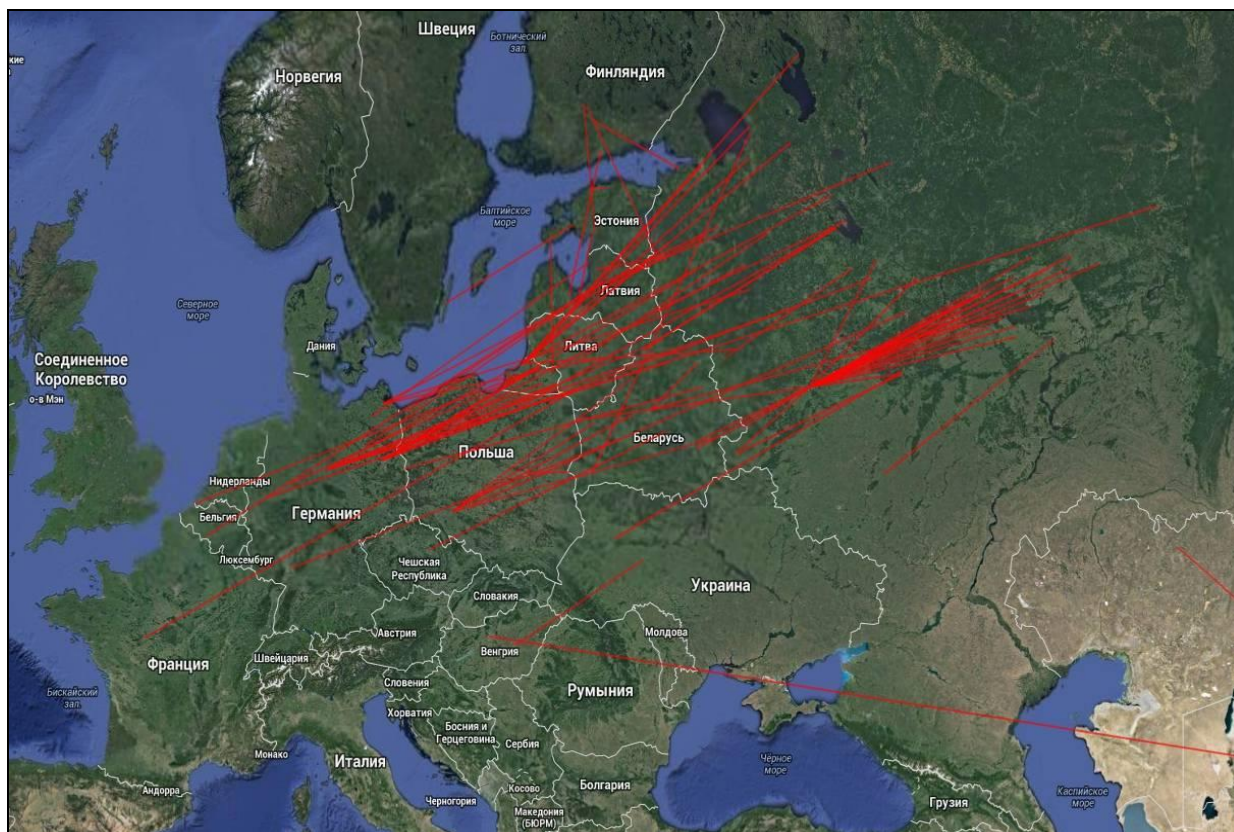 Швеция
Ботнический
зал.
Норвегия
Финляндия
Балтийское
море
Эстония
Северное
море
Латвия
Дания
Литва
Соединенное
Королевство
о-в Мэн
Беларусь
Польша
Нидерланды
Бельгия
Германия
Люксембург
Чешская
Республика
Украина
Словакия
Австрия
Молдова
Франция
Швейцария
Венгрия
Словения
Румыния
Бискайский
зал.
Хорватия
Босния и
Герцеговина
Сербия
Монако
Италия
Чёрное
море
Андорра
Косово
Болгария
Каспийское
море
Черногория
Македония
(БЮРМ)
Грузия